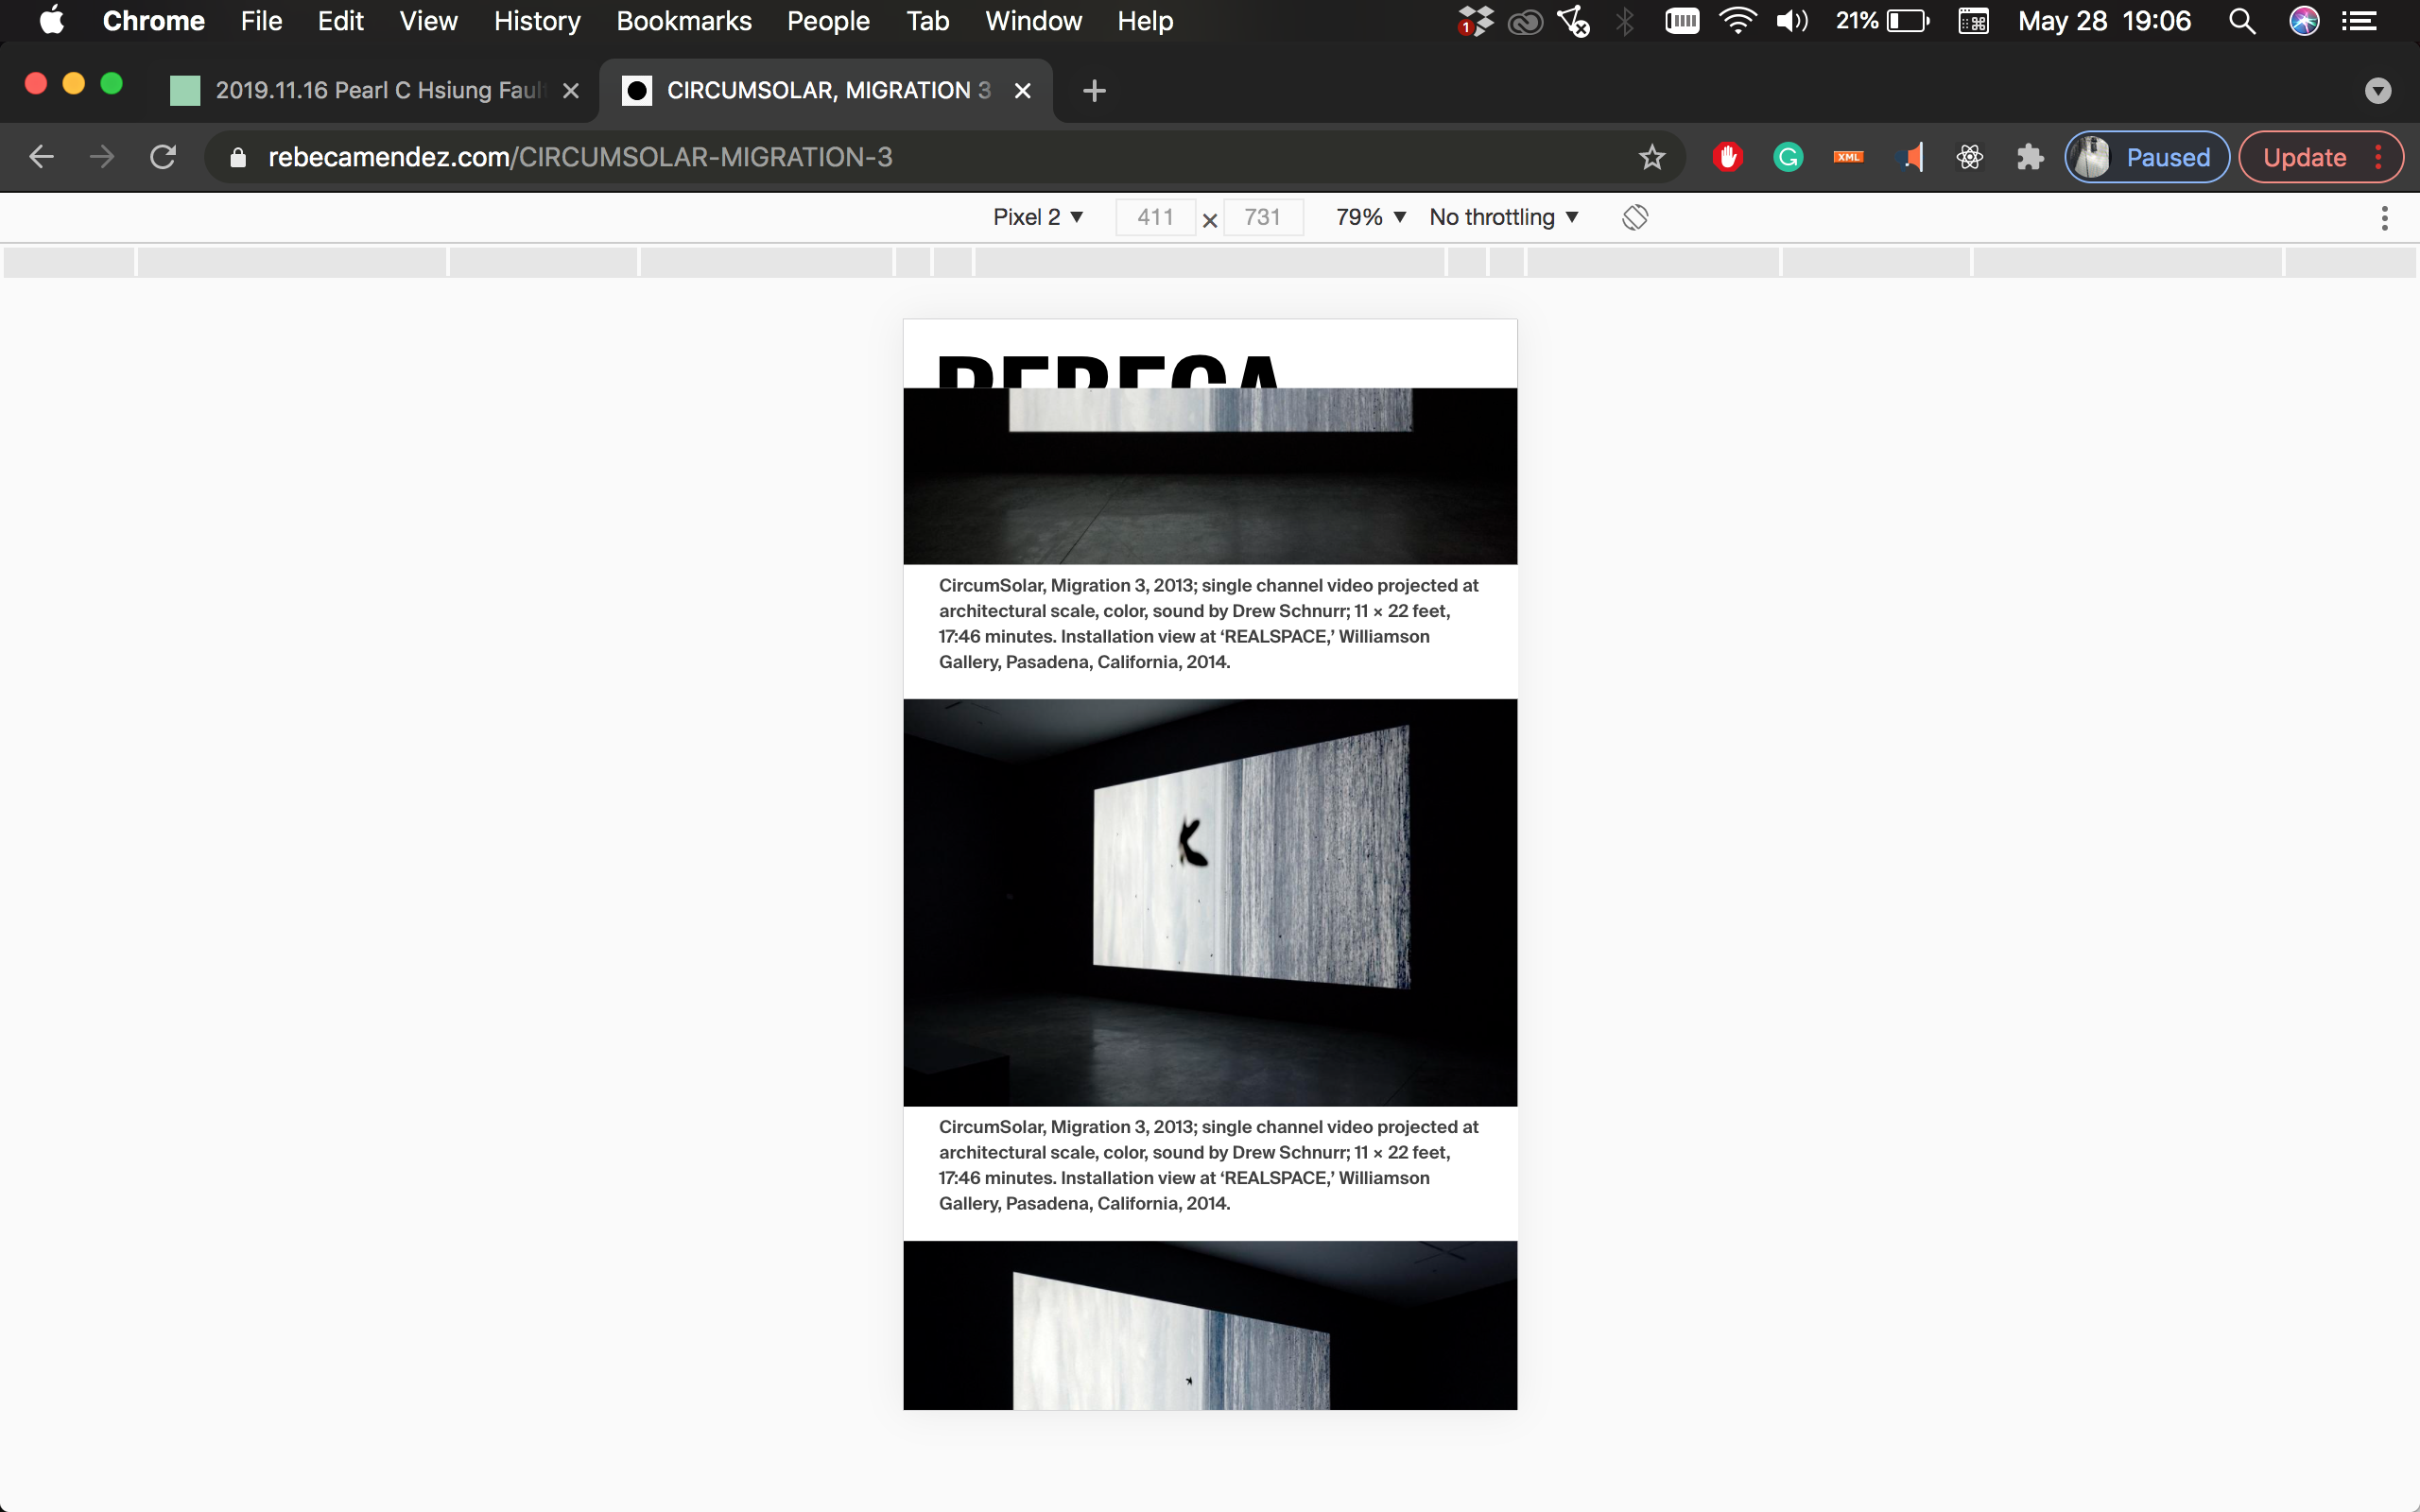 Chrome File Edit View History Bookmarks People Tab Window Help 1 21% May 28 19:06
2019.11.16 Pearl C Hsiung Faul CIRCUMSOLAR, MIGRATION 3
rebecamendez.com/CIRCUMSOLAR-MIGRATION-3 XML Paused Update
Pixel 2 411 × 731 79% No throttling
REBECA
CircumSolar, Migration 3, 2013; single channel video projected at
architectural scale, color, sound by Drew Schnurr; 11 × 22 feet,
17:46 minutes. Installation view at ‘REALSPACE,’ Williamson
Gallery, Pasadena, California, 2014.
CircumSolar, Migration 3, 2013; single channel video projected at
architectural scale, color, sound by Drew Schnurr; 11 × 22 feet,
17:46 minutes. Installation view at ‘REALSPACE,’ Williamson
Gallery, Pasadena, California, 2014.